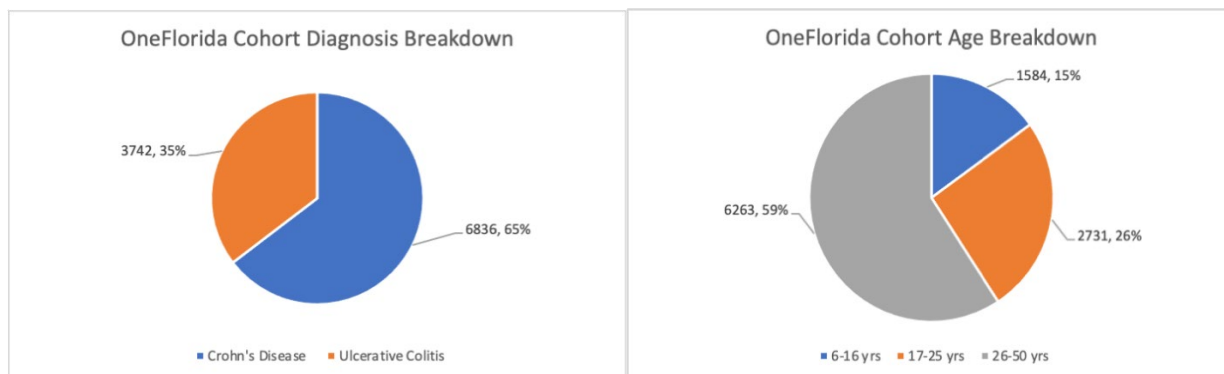 OneFlorida Cohort Diagnosis Breakdown
3742, 35%
6836, 65%
Crohn's Disease Ulcerative Colitis
OneFlorida Cohort Age Breakdown
1584, 15%
6263, 59%
2731, 26%
6-16 yrs 17-25 yrs 26-50 yrs